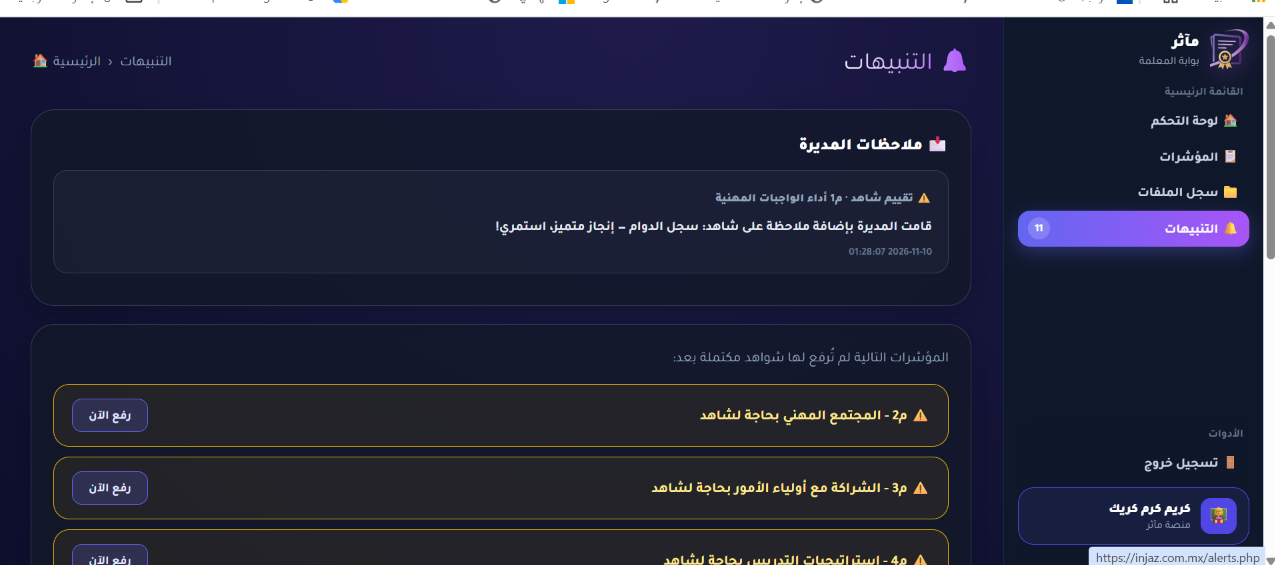 مآثر
بوابة المعلمة
القائمة الرئيسية
لوحة التحكم
المؤشرات
سجل الملفات
التنبيهات
11
الأدوات
تسجيل خروج
كريم كرم كريك
منصة مآثر
التنبيهات
الرئيسية › التنبيهات
ملاحظات المديرة
تقييم شاهد · م1 أداء الواجبات المهنية
قامت المديرة بإضافة ملاحظة على شاهد: سجل الدوام – إنجاز متميز، استمري!
2026-11-10 01:28:07
المؤشرات التالية لم تُرفع لها شواهد مكتملة بعد:
م2 - المجتمع المهني بحاجة لشاهد
رفع الآن
م3 - الشراكة مع أولياء الأمور بحاجة لشاهد
رفع الآن
م4 - استراتيجيات التدريس بحاجة لشاهد
رفع الآن
https://injaz.com.mx/alerts.php